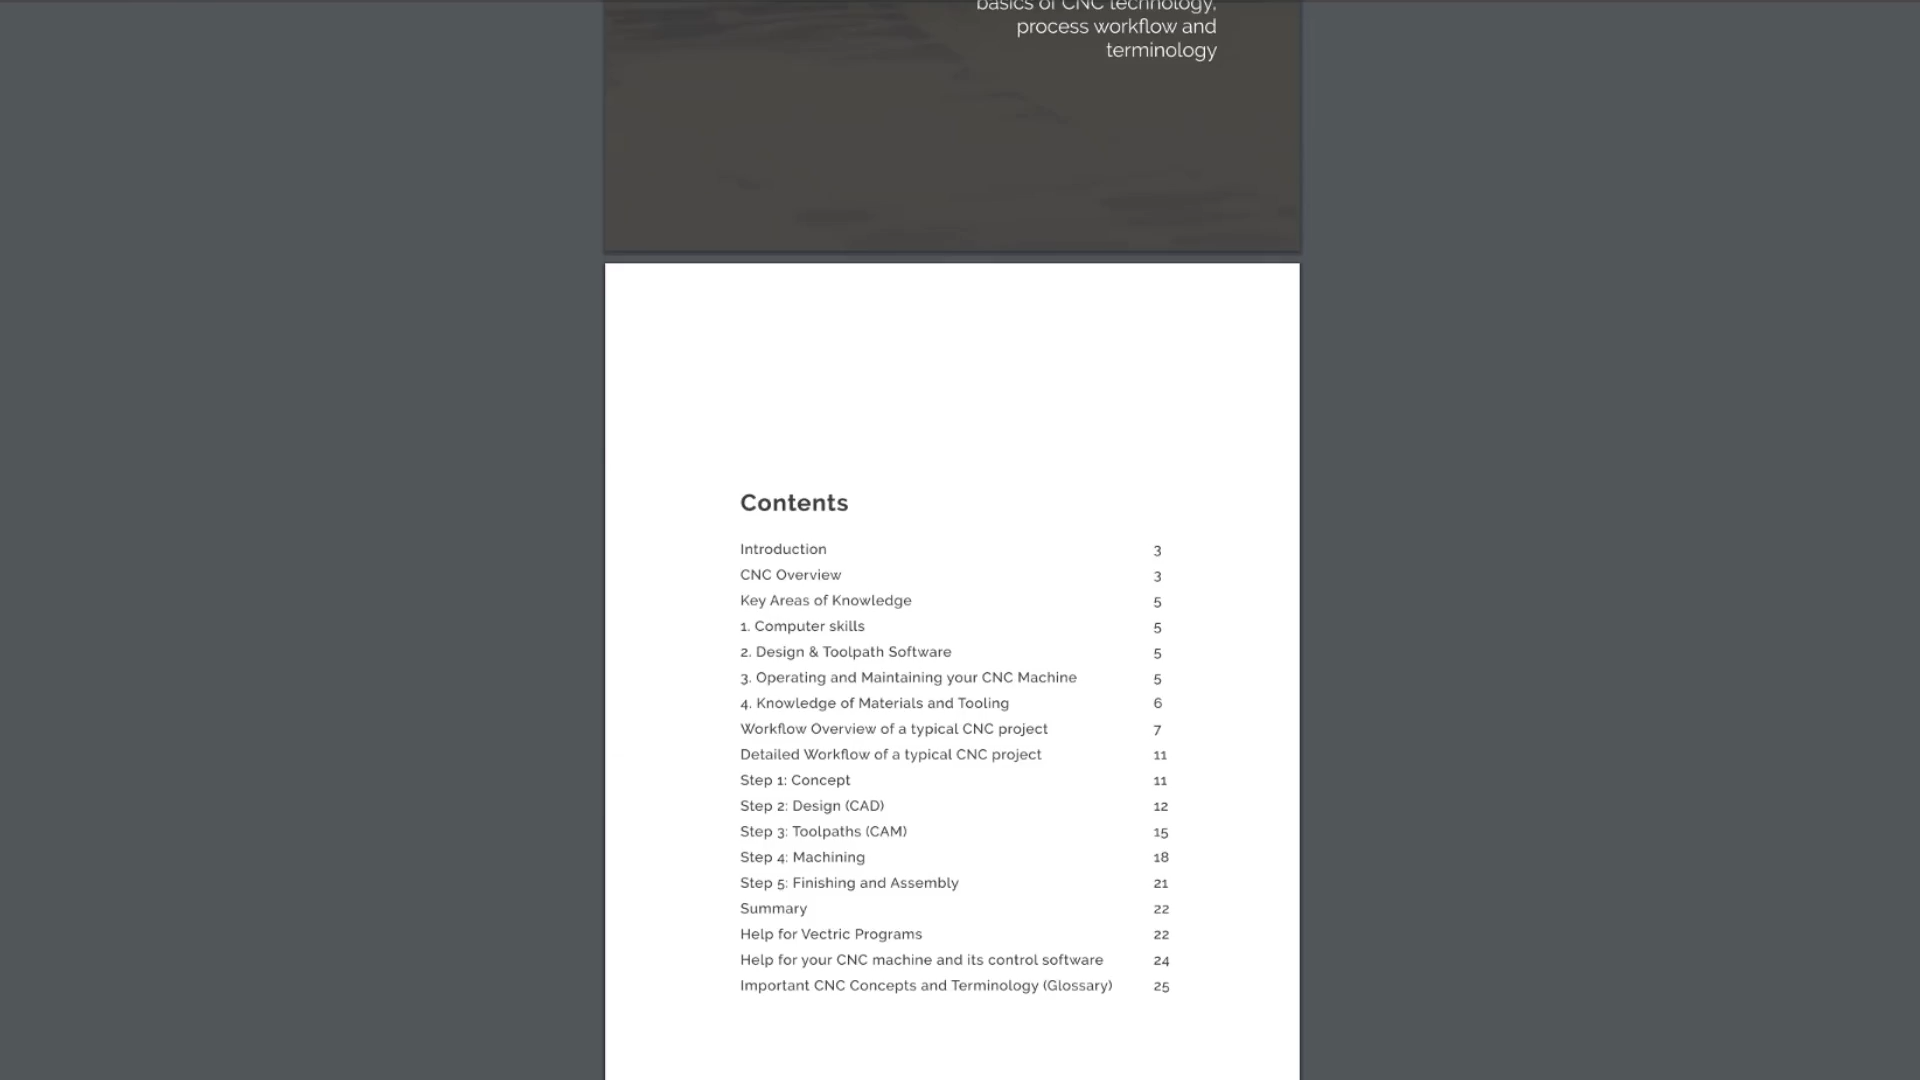 basics of CNC technology,
process workflow and
terminology
Contents
Introduction 3
CNC Overview 3
Key Areas of Knowledge 5
1. Computer skills 5
2. Design & Toolpath Software 5
3. Operating and Maintaining your CNC Machine 5
4. Knowledge of Materials and Tooling 6
Workflow Overview of a typical CNC project 7
Detailed Workflow of a typical CNC project 11
Step 1: Concept 11
Step 2: Design (CAD) 12
Step 3: Toolpaths (CAM) 15
Step 4: Machining 18
Step 5: Finishing and Assembly 21
Summary 22
Help for Vectric Programs 22
Help for your CNC machine and its control software 24
Important CNC Concepts and Terminology (Glossary) 25